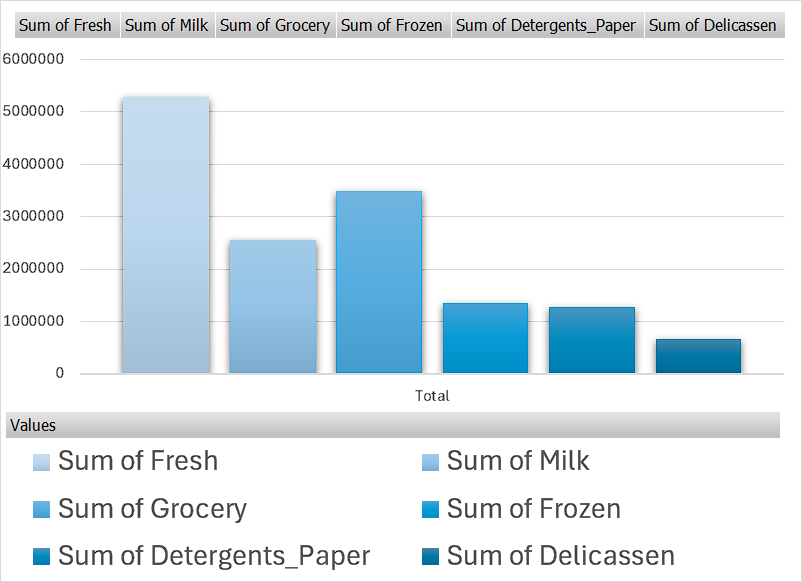 Sum of Fresh Sum of Milk Sum of Grocery Sum of Frozen Sum of Detergents_Paper Sum of Delicassen
6000000
5000000
4000000
3000000
2000000
1000000
0
Total
Values
Sum of Fresh Sum of Milk
Sum of Grocery Sum of Frozen
Sum of Detergents_Paper Sum of Delicassen